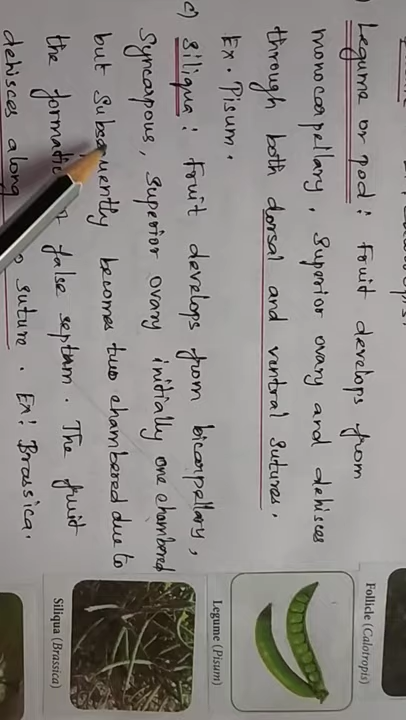 Legume or pod : Fruit develops from
monocarpellary, superior ovary and dehisces
through both dorsal and ventral sutures.
Ex. Pisum.
c) Siliqua : Fruit develops from bicarpellary,
syncarpous, superior ovary initially one chambered
but subsequently becomes two chambered due to
the false septum. The fruit
dehisces along suture. Ex: Brassica.
Follicle (Calotropis)
Legume (Pisum)
Siliqua (Brassica)